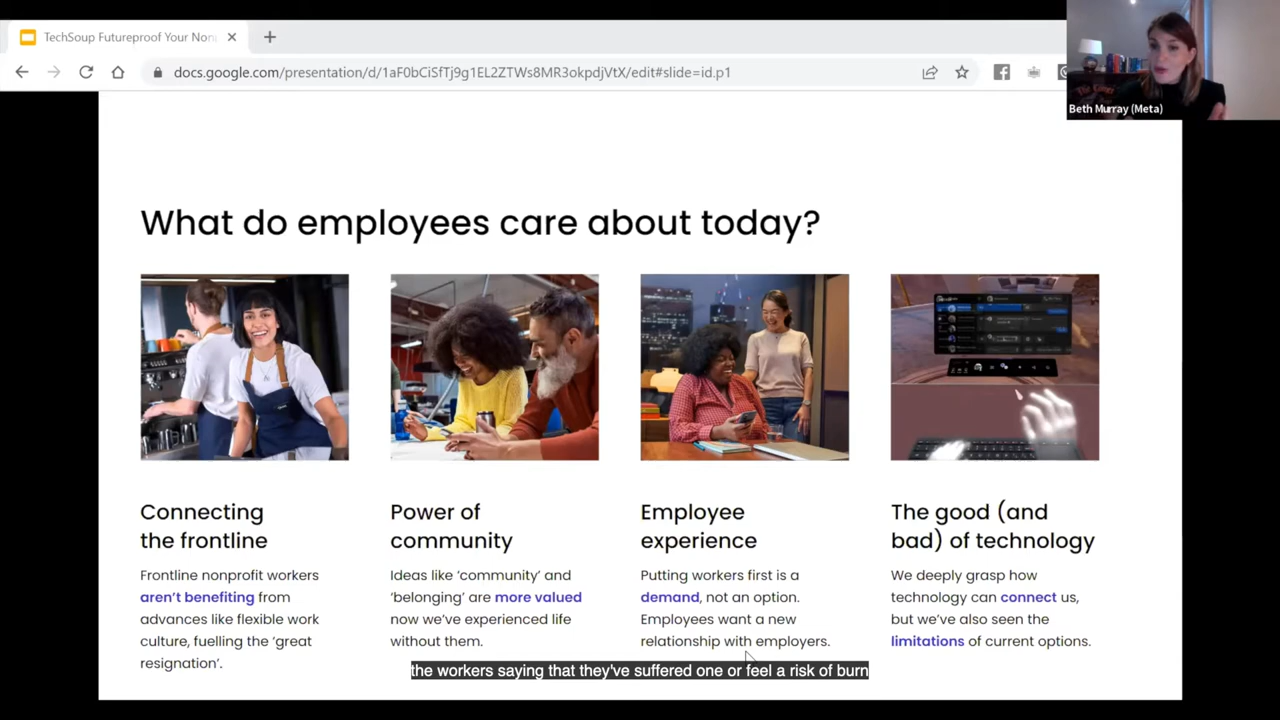 TechSoup Futureproof Your Non
docs.google.com/presentation/d/1aF0bCiSfTj9g1EL2ZTWs8MR3okpdjVtX/edit#slide=id.p1
Beth Murray (Meta)
What do employees care about today?
Connecting
the frontline
Frontline nonprofit workers
aren't benefiting from
advances like flexible work
culture, fuelling the 'great
resignation'.
Power of
community
Ideas like 'community' and
'belonging' are more valued
now we've experienced life
without them.
Employee
experience
Putting workers first is a
demand, not an option.
Employees want a new
relationship with employers.
The good (and
bad) of technology
We deeply grasp how
technology can connect us,
but we've also seen the
limitations of current options.
the workers saying that they've suffered one or feel a risk of burn